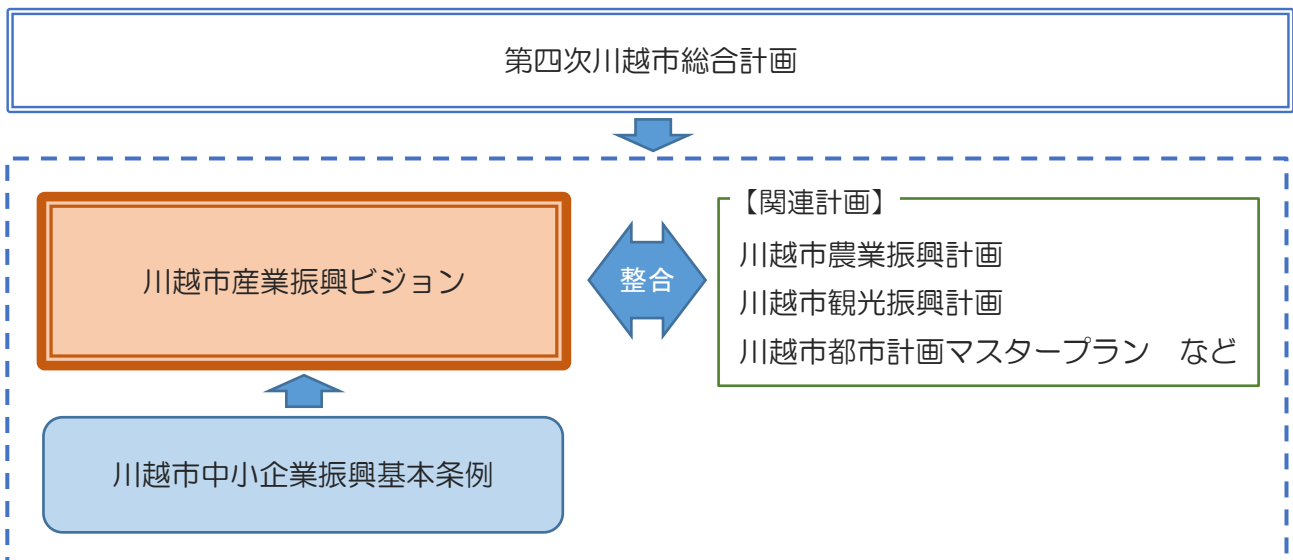 第四次川越市総合計画
川越市産業振興ビジョン
整合
【関連計画】
川越市農業振興計画
川越市観光振興計画
川越市都市計画マスタープラン　など
川越市中小企業振興基本条例